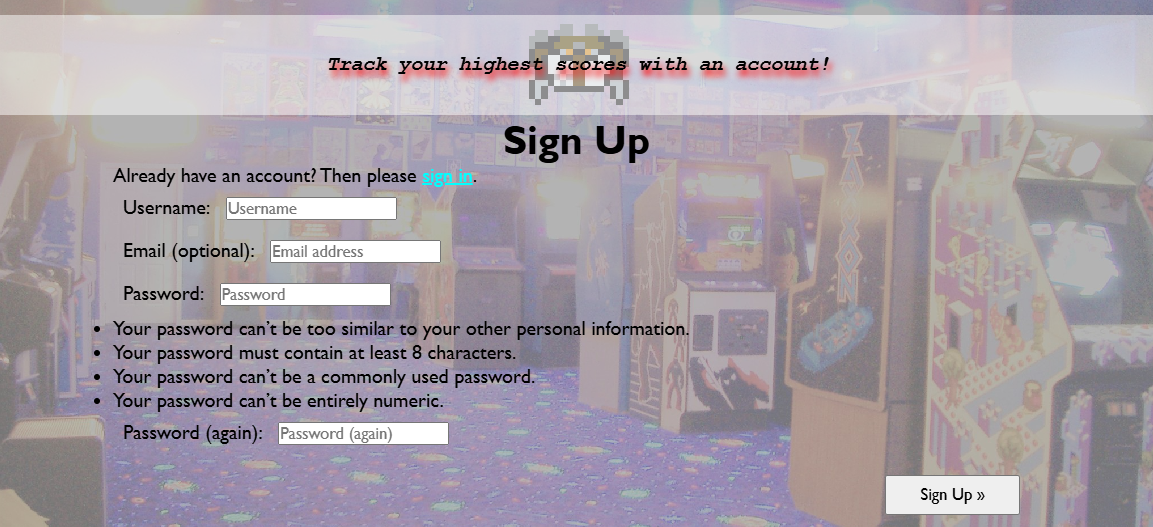 Track your highest scores with an account!
Sign Up
Already have an account? Then please sign in.
Username: Username
Email (optional): Email address
Password: Password
• Your password can’t be too similar to your other personal information.
• Your password must contain at least 8 characters.
• Your password can’t be a commonly used password.
• Your password can’t be entirely numeric.
Password (again): Password (again)
Sign Up »